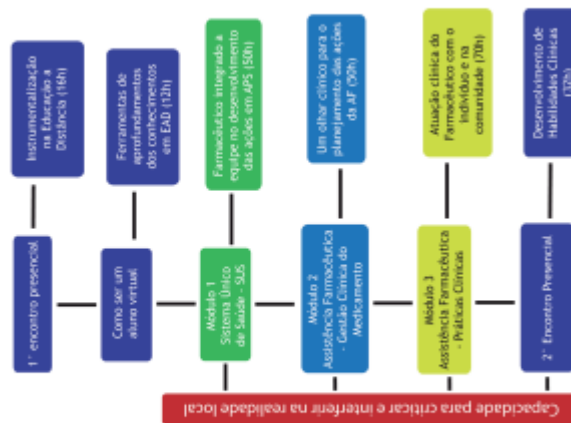 Instrumentalização
na Educação a
Distância (16h)
Ferramentas de
aprofundamentos
dos conhecimentos
em EAD (12h)
Farmacêutico integrado a
equipe no desenvolvimento
das ações em APS (50h)
Um olhar clínico para o
planejamento das ações
da AF (50h)
Atuação clínica do
Farmacêutico com o
indivíduo e na
comunidade (70h)
Desenvolvimento de
Habilidades Clínicas
(32h)
1° encontro presencial
Como ser um
aluno virtual
Módulo 1
Sistema Único
de Saúde - SUS
Módulo 2
Assistência Farmacêutica
- Gestão Clínica do
Medicamento
Módulo 3
Assistência Farmacêutica
- Práticas Clínicas
2° Encontro Presencial
Capacidade para criticar e interferir na realidade local